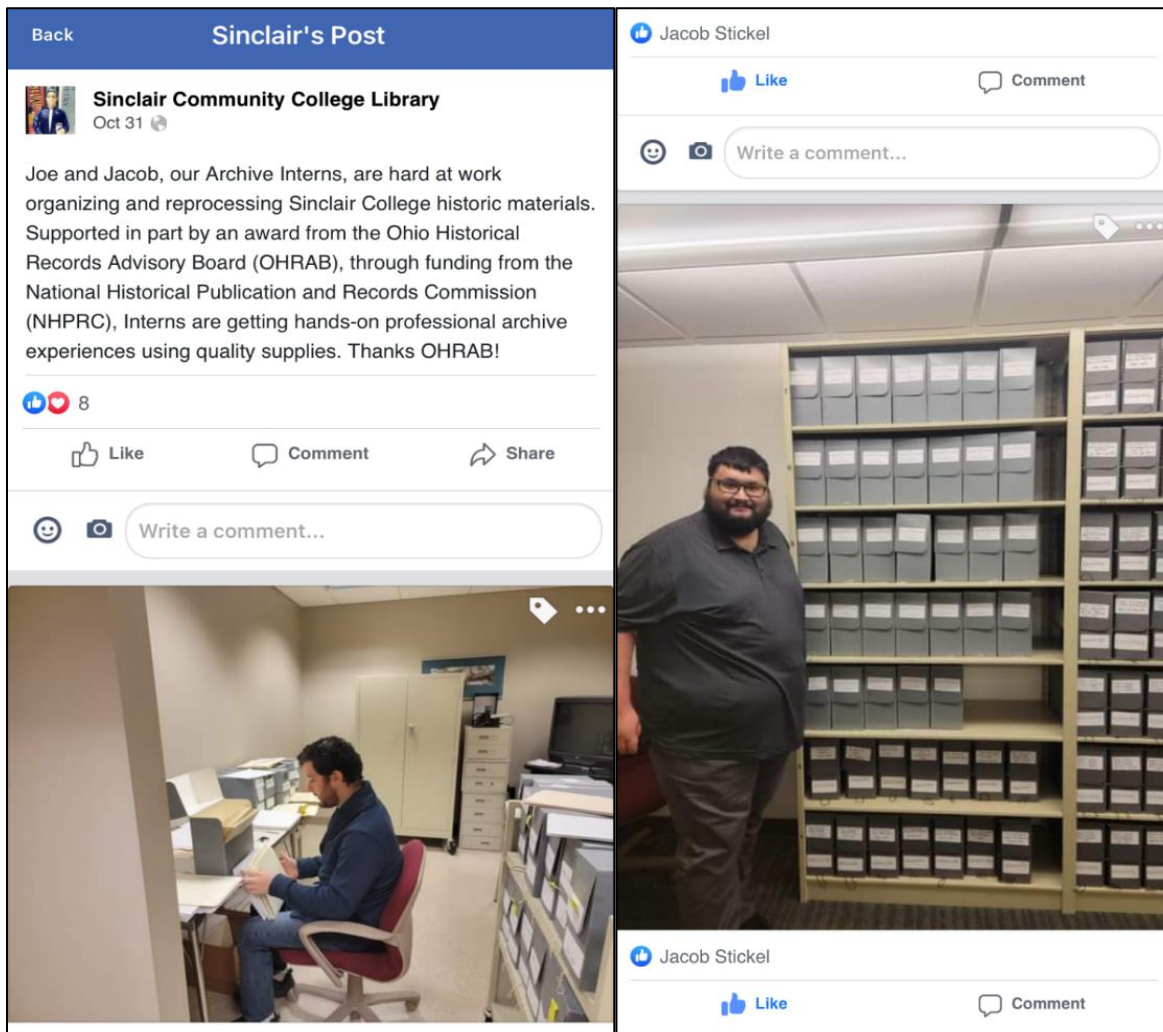 Back
Sinclair's Post
Sinclair Community College Library
Oct 31
Joe and Jacob, our Archive Interns, are hard at work
organizing and reprocessing Sinclair College historic materials.
Supported in part by an award from the Ohio Historical
Records Advisory Board (OHRAB), through funding from the
National Historical Publication and Records Commission
(NHPRC), Interns are getting hands-on professional archive
experiences using quality supplies. Thanks OHRAB!
8
Like Comment Share
Write a comment...
Jacob Stickel
Like Comment
Write a comment...
Jacob Stickel
Like Comment